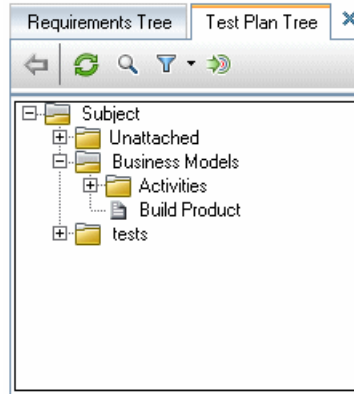 Requirements Tree Test Plan Tree
Subject
Unattached
Business Models
Activities
Build Product
tests